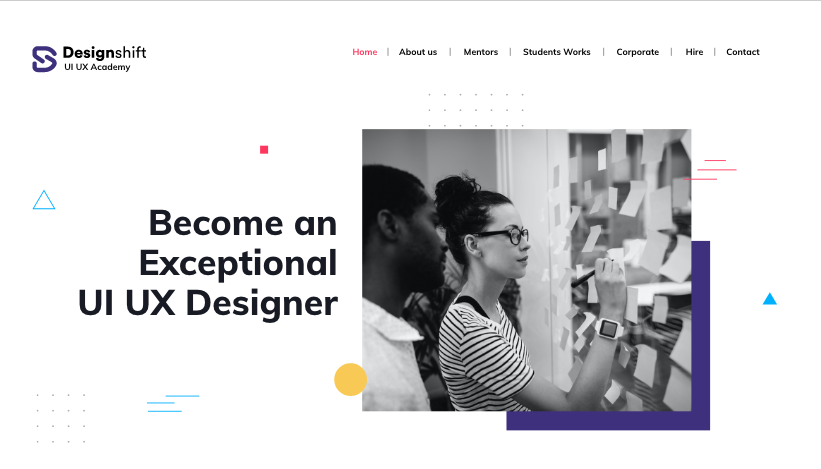 Designshift
UI UX Academy
Home | About us | Mentors | Students Works | Corporate | Hire | Contact
Become an
Exceptional
UI UX Designer